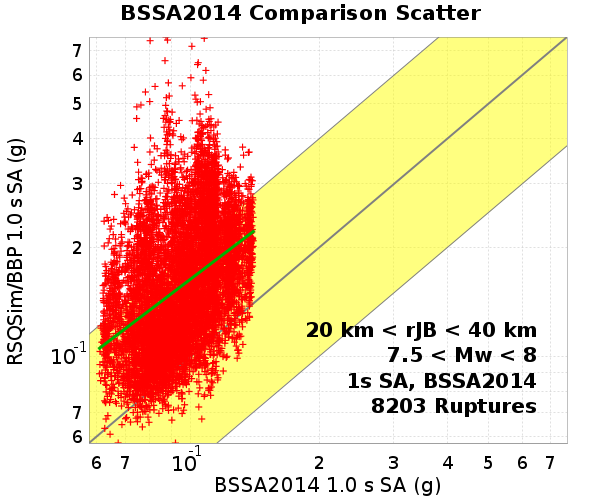 BSSA2014 Comparison Scatter
RSQSim/BBP 1.0 s SA (g)
7
6
5
4
3
2
10-1
7
6
20 km < rJB < 40 km
7.5 < Mw < 8
1s SA, BSSA2014
8203 Ruptures
6 7 10-1 2 3 4 5 6 7
BSSA2014 1.0 s SA (g)